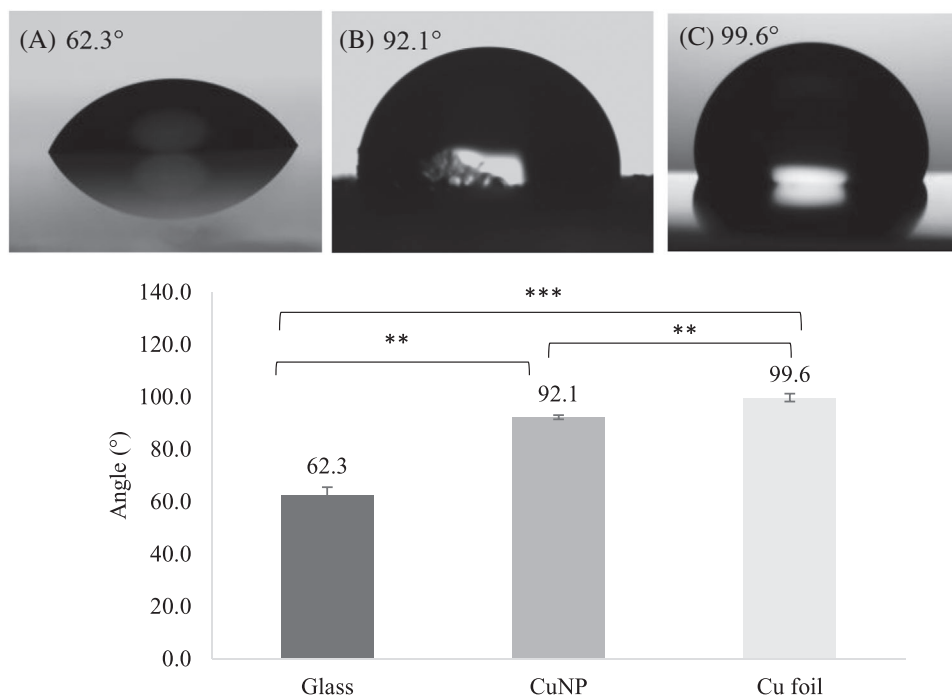 (A) 62.3°
(B) 92.1°
(C) 99.6°
140.0
120.0
100.0
80.0
60.0
40.0
20.0
0.0
Angle (°)
***
**
**
62.3
92.1
99.6
Glass
CuNP
Cu foil